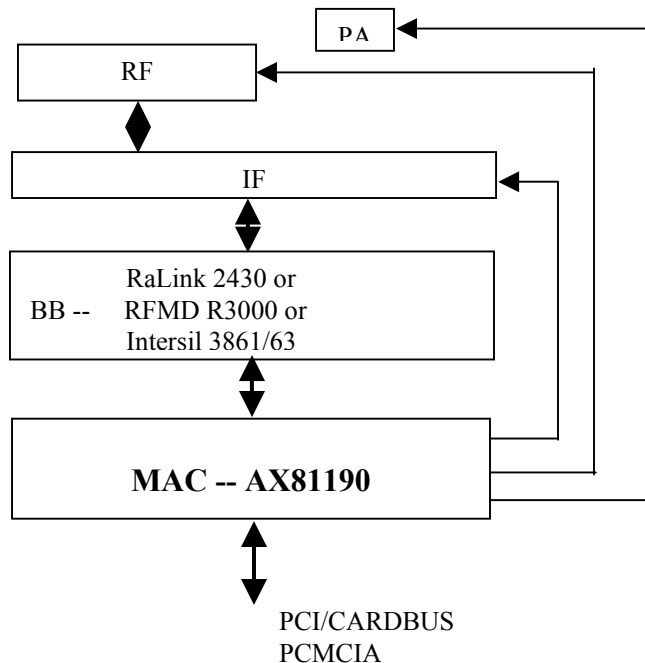 PA
RF
IF
RaLink 2430 or
BB -- RFMD R3000 or
Intersil 3861/63
MAC -- AX81190
PCI/CARDBUS
PCMCIA